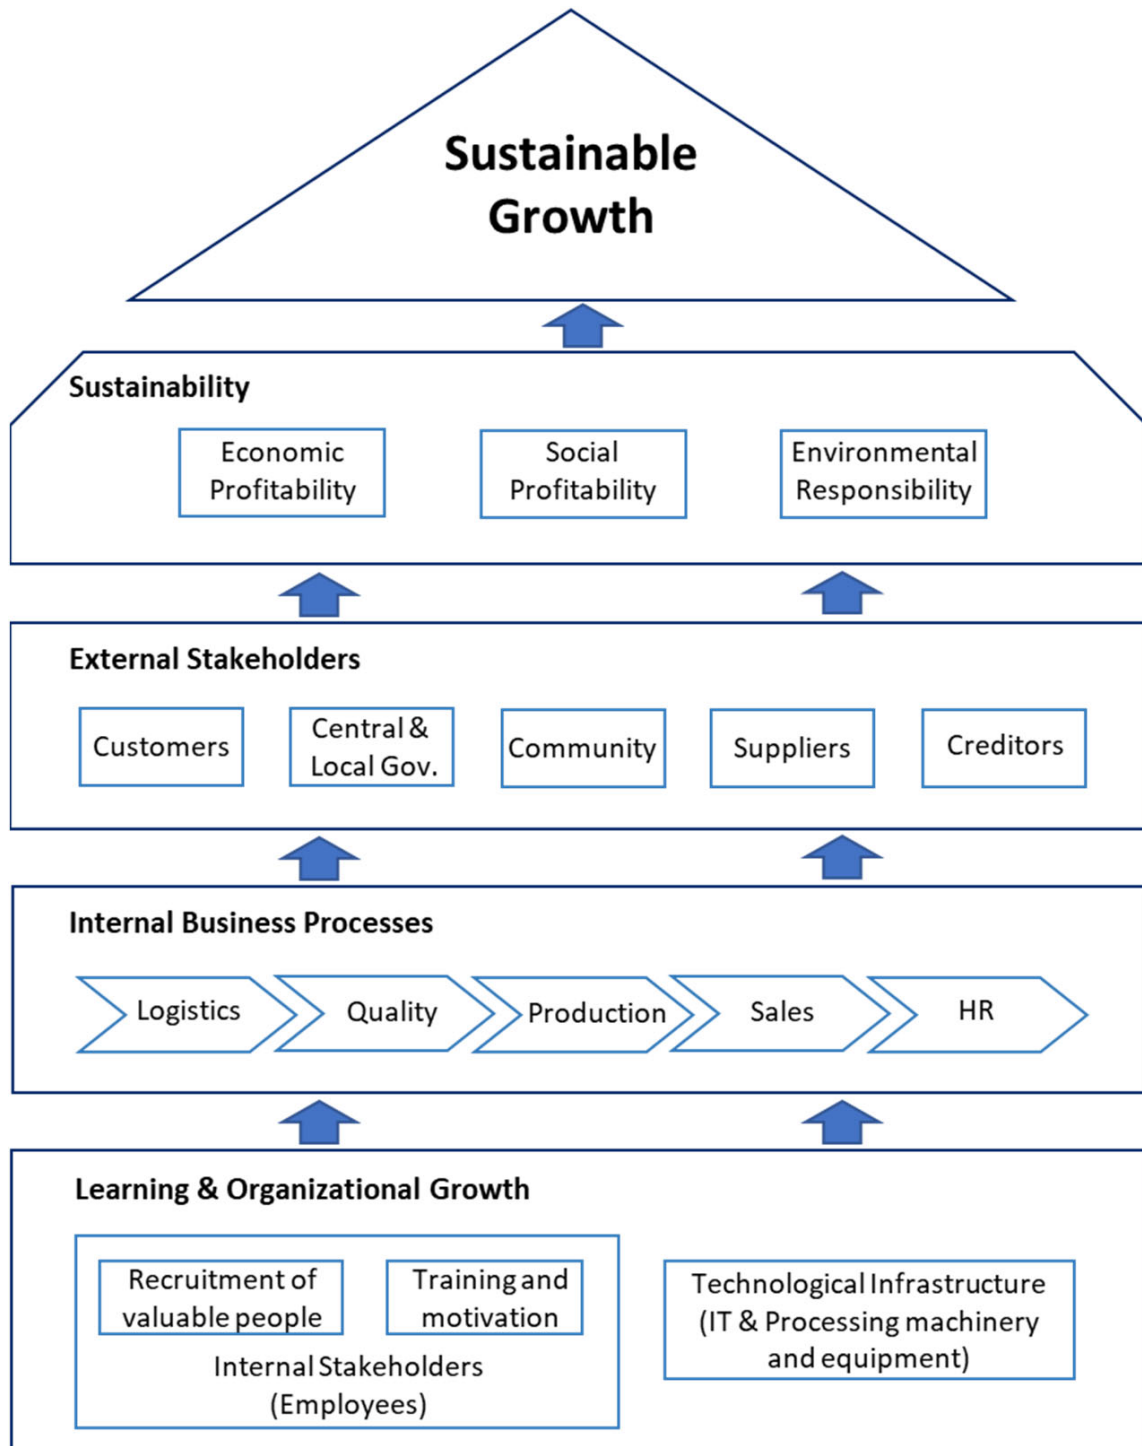 Sustainable
Growth
Sustainability
Economic
Profitability
Social
Profitability
Environmental
Responsibility
External Stakeholders
Customers
Central &
Local Gov.
Community
Suppliers
Creditors
Internal Business Processes
Logistics
Quality
Production
Sales
HR
Learning & Organizational Growth
Recruitment of
valuable people
Training and
motivation
Internal Stakeholders
(Employees)
Technological Infrastructure
(IT & Processing machinery
and equipment)